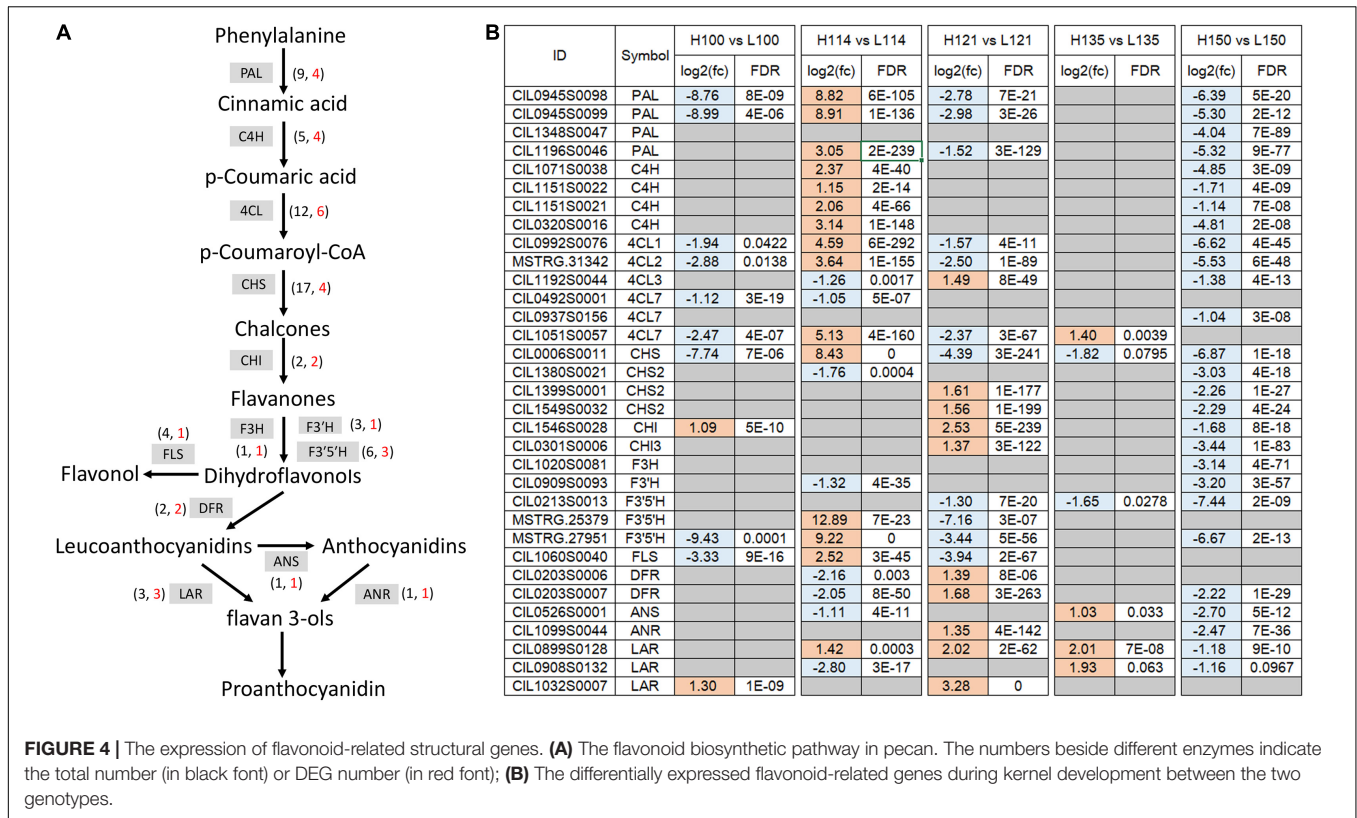 A
Phenylalanine
PAL (9, 4)
Cinnamic acid
C4H (5, 4)
p-Coumaric acid
4CL (12, 6)
p-Coumaroyl-CoA
CHS (17, 4)
Chalcones
CHI (2, 2)
Flavanones
(4, 1) F3H F3'H (3, 1)
FLS (1, 1) F3'5'H (6, 3)
Flavonol Dihydroflavonols
(2, 2) DFR
Leucoanthocyanidins Anthocyanidins
ANS
(1, 1)
(3, 3) LAR ANR (1, 1)
flavan 3-ols
Proanthocyanidin
B
ID Symbol H100 vs L100 H114 vs L114 H121 vs L121 H135 vs L135 H150 vs L150
log2(fc) FDR log2(fc) FDR log2(fc) FDR log2(fc) FDR log2(fc) FDR
CIL0945S0098 PAL -8.76 8E-09 8.82 6E-105 -2.78 7E-21 -6.39 5E-20
CIL0945S0099 PAL -8.99 4E-06 8.91 1E-136 -2.98 3E-26 -5.30 2E-12
CIL1348S0047 PAL -4.04 7E-89
CIL1196S0046 PAL 3.05 2E-239 -1.52 3E-129 -5.32 9E-77
CIL1071S0038 C4H 2.37 4E-40 -4.85 3E-09
CIL1151S0022 C4H 1.15 2E-14 -1.71 4E-09
CIL1151S0021 C4H 2.06 4E-66 -1.14 7E-08
CIL0320S0016 C4H 3.14 1E-148 -4.81 2E-08
CIL0992S0076 4CL1 -1.94 0.0422 4.59 6E-292 -1.57 4E-11 -6.62 4E-45
MSTRG.31342 4CL2 -2.88 0.0138 3.64 1E-155 -2.50 1E-89 -5.53 6E-48
CIL1192S0044 4CL3 -1.26 0.0017 1.49 8E-49 -1.38 4E-13
CIL0492S0001 4CL7 -1.12 3E-19 -1.05 5E-07
CIL0937S0156 4CL7 -1.04 3E-08
CIL1051S0057 4CL7 -2.47 4E-07 5.13 4E-160 -2.37 3E-67 1.40 0.0039
CIL0006S0011 CHS -7.74 7E-06 8.43 0 -4.39 3E-241 -1.82 0.0795 -6.87 1E-18
CIL1380S0021 CHS2 -1.76 0.0004 -3.03 4E-18
CIL1399S0001 CHS2 1.61 1E-177 -2.26 1E-27
CIL1549S0032 CHS2 1.56 1E-199 -2.29 4E-24
CIL1546S0028 CHI 1.09 5E-10 2.53 5E-239 -1.68 8E-18
CIL0301S0006 CHI3 1.37 3E-122 -3.44 1E-83
CIL1020S0081 F3H -3.14 4E-71
CIL0909S0093 F3'H -1.32 4E-35 -3.20 3E-57
CIL0213S0013 F3'5'H -1.30 7E-20 -1.65 0.0278 -7.44 2E-09
MSTRG.25379 F3'5'H 12.89 7E-23 -7.16 3E-07
MSTRG.27951 F3'5'H -9.43 0.0001 9.22 0 -3.44 5E-56 -6.67 2E-13
CIL1060S0040 FLS -3.33 9E-16 2.52 3E-45 -3.94 2E-67
CIL0203S0006 DFR -2.16 0.003 1.39 8E-06
CIL0203S0007 DFR -2.05 8E-50 1.68 3E-263 -2.22 1E-29
CIL0526S0001 ANS -1.11 4E-11 1.03 0.033 -2.70 5E-12
CIL1099S0044 ANR 1.35 4E-142 -2.47 7E-36
CIL0899S0128 LAR 1.42 0.0003 2.02 2E-62 2.01 7E-08 -1.18 9E-10
CIL0908S0132 LAR -2.80 3E-17 1.93 0.063 -1.16 0.0967
CIL1032S0007 LAR 1.30 1E-09 3.28 0
FIGURE 4 | The expression of flavonoid-related structural genes. (A) The flavonoid biosynthetic pathway in pecan. The numbers beside different enzymes indicate
the total number (in black font) or DEG number (in red font); (B) The differentially expressed flavonoid-related genes during kernel development between the two
genotypes.